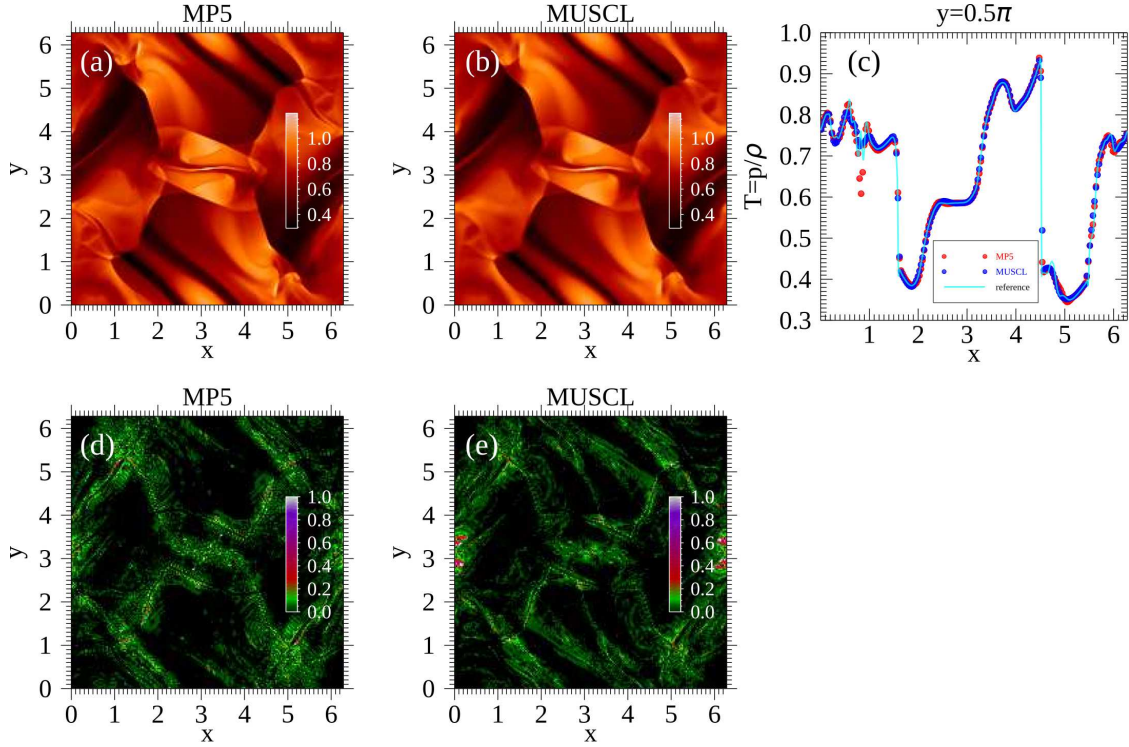 MP5
MUSCL
y=0.5π
(a)
(b)
(c)
6
5
4
3
2
1
0
y
1.0
0.8
0.6
0.4
0 1 2 3 4 5 6
x
6
5
4
3
2
1
0
y
1.0
0.8
0.6
0.4
0 1 2 3 4 5 6
x
1.0
0.9
0.8
0.7
0.6
0.5
0.4
0.3
T=p/ρ
MP5
MUSCL
reference
1 2 3 4 5 6
x
MP5
MUSCL
(d)
(e)
6
5
4
3
2
1
0
y
1.0
0.8
0.6
0.4
0.2
0.0
0 1 2 3 4 5 6
x
6
5
4
3
2
1
0
y
1.0
0.8
0.6
0.4
0.2
0.0
0 1 2 3 4 5 6
x